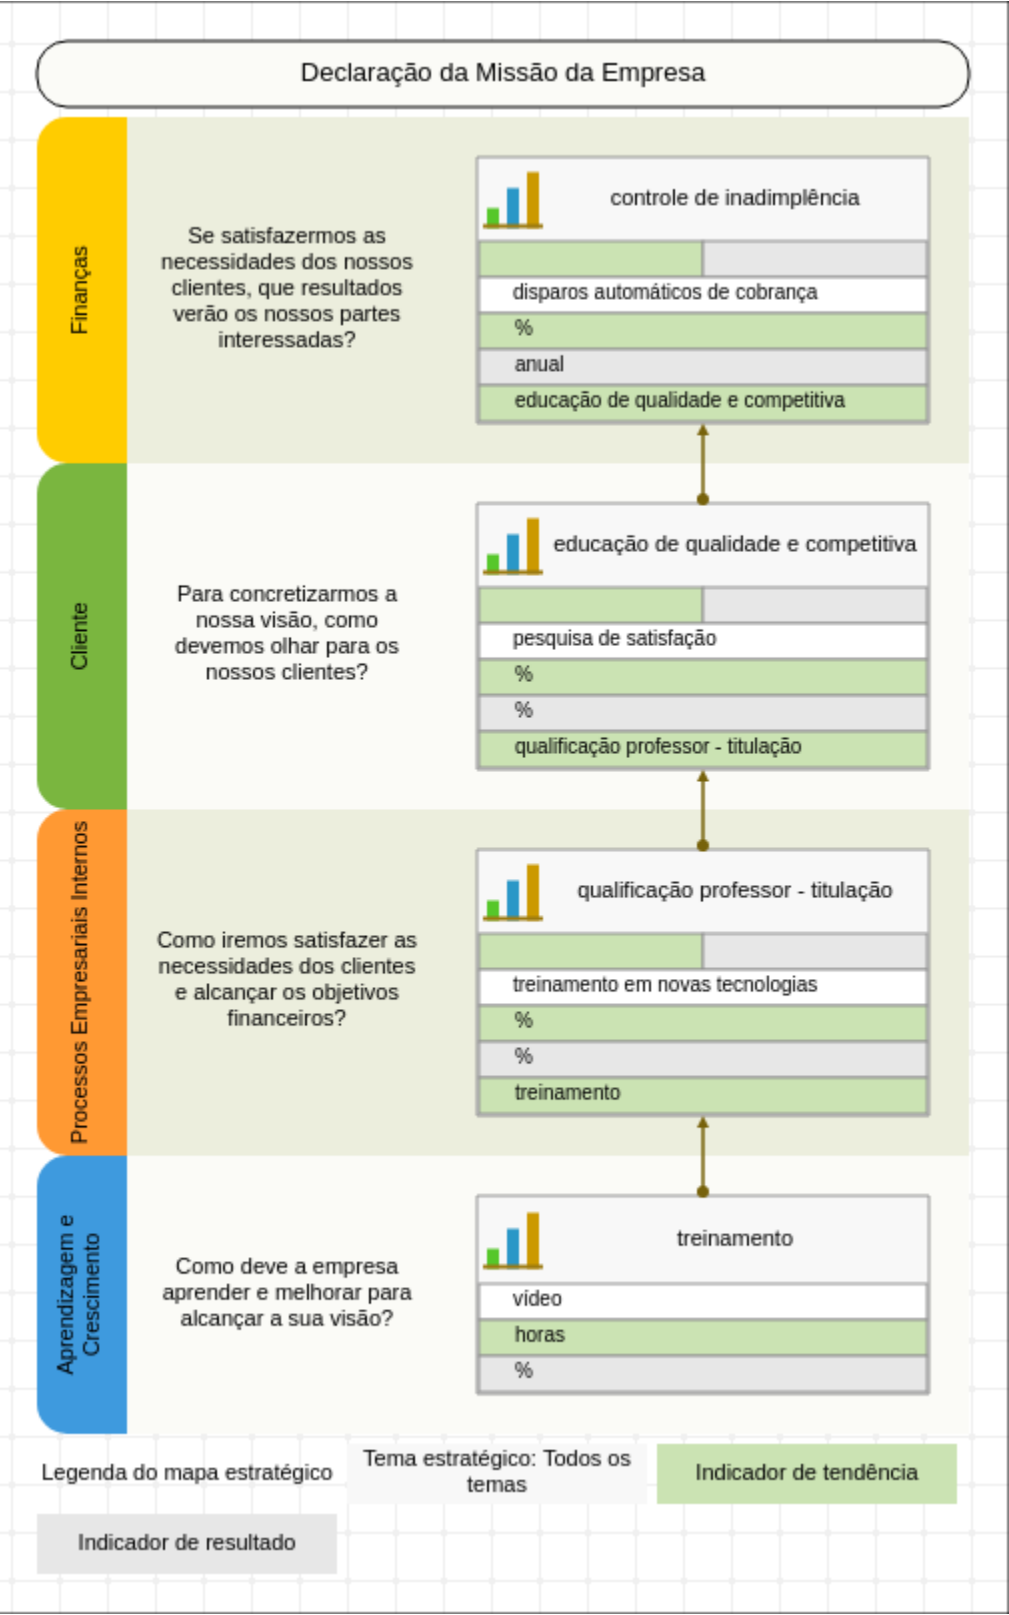 Declaração da Missão da Empresa
Finanças
Se satisfazermos as
necessidades dos nossos
clientes, que resultados
verão os nossos partes
interessadas?
controle de inadimplência
disparos automáticos de cobrança
%
anual
educação de qualidade e competitiva
Cliente
Para concretizarmos a
nossa visão, como
devemos olhar para os
nossos clientes?
educação de qualidade e competitiva
pesquisa de satisfação
%
%
qualificação professor - titulação
Processos Empresariais Internos
Como iremos satisfazer as
necessidades dos clientes
e alcançar os objetivos
financeiros?
qualificação professor - titulação
treinamento em novas tecnologias
%
%
treinamento
Aprendizagem e
Crescimento
Como deve a empresa
aprender e melhorar para
alcançar a sua visão?
treinamento
vídeo
horas
%
Legenda do mapa estratégico
Tema estratégico: Todos os
temas
Indicador de tendência
Indicador de resultado